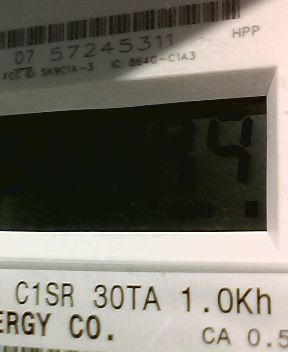 HPP
07 57245311
FCC ID: SK9C1A-3 IC: 864G-C1A3
34
C1SR 30TA 1.0Kh
ERGY CO.
CA 0.5